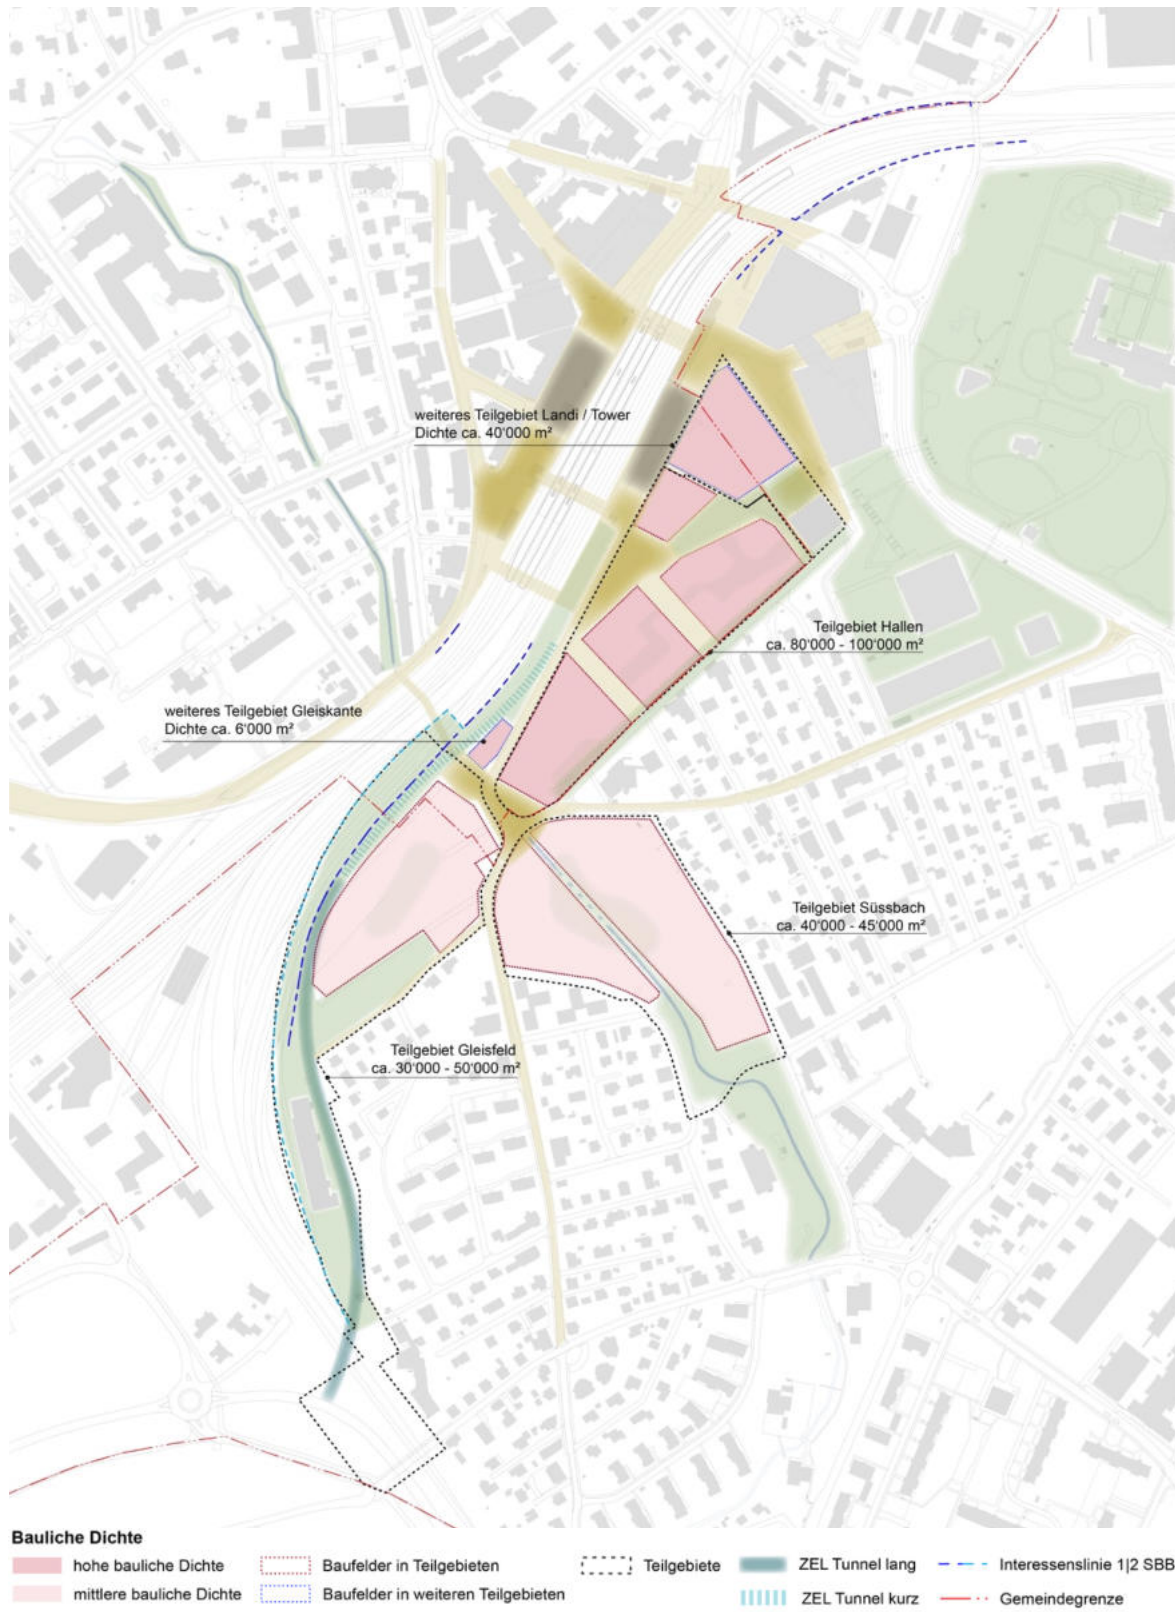 weiteres Teilgebiet Landi / Tower
Dichte ca. 40'000 m²
Teilgebiet Hallen
ca. 80'000 - 100'000 m²
weiteres Teilgebiet Gleiskante
Dichte ca. 6'000 m²
Teilgebiet Süssbach
ca. 40'000 - 45'000 m²
Teilgebiet Gleisfeld
ca. 30'000 - 50'000 m²
Bauliche Dichte
hohe bauliche Dichte
mittlere bauliche Dichte
Baufelder in Teilgebieten
Baufelder in weiteren Teilgebieten
Teilgebiete
ZEL Tunnel lang
ZEL Tunnel kurz
Interessenslinie 1|2 SBB
Gemeindegrenze